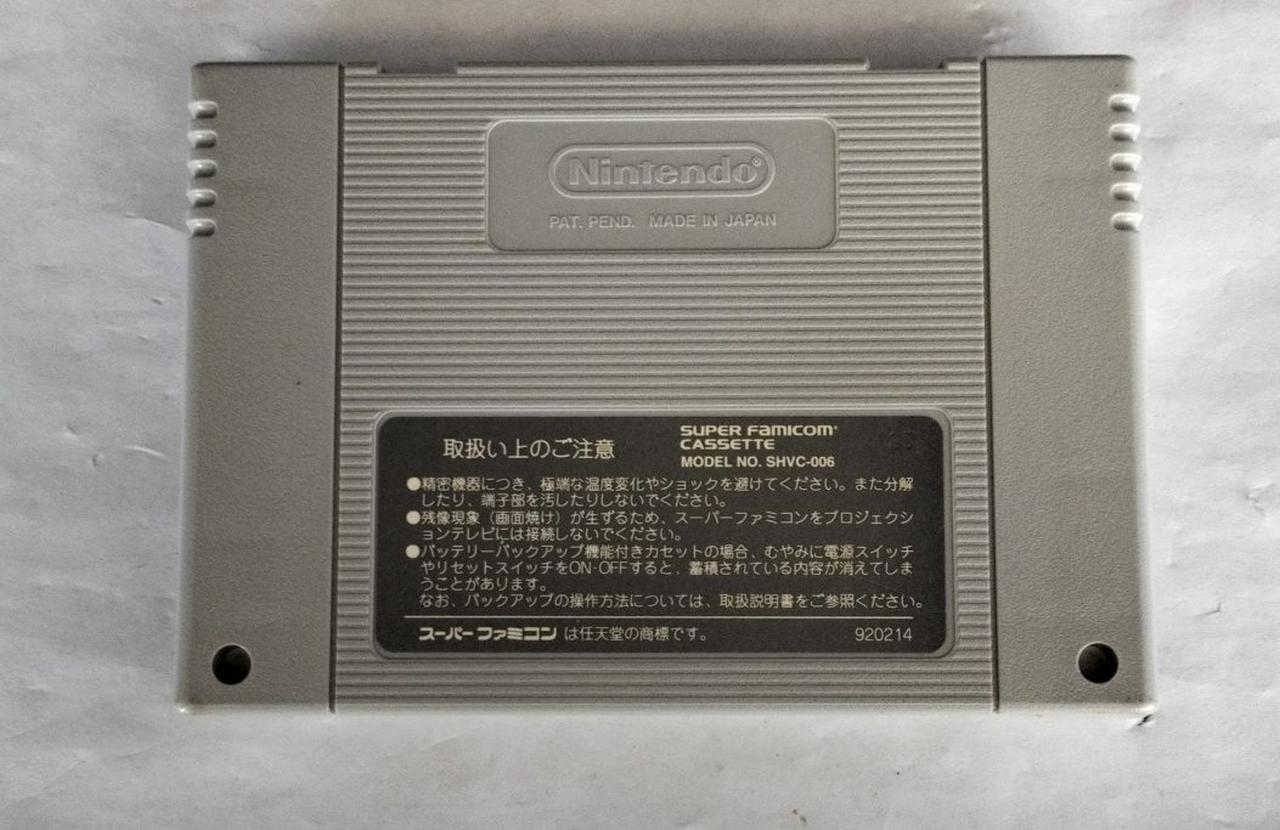 Nintendo®
PAT. PEND. MADE IN JAPAN
取扱い上のご注意
SUPER FAMICOM®
CASSETTE
MODEL NO. SHVC-006
●精密機器につき、極端な温度変化やショックを避けてください。また分解
したり、端子部を汚したりしないでください。
●残像現象（画面焼け）が生ずるため、スーパーファミコンをプロジェクシ
ョンテレビには接続しないでください。
●バッテリーバックアップ機能付きカセットの場合、むやみに電源スイッチ
やリセットスイッチをON-OFFすると、蓄積されている内容が消えてしま
うことがあります。
なお、バックアップの操作方法については、取扱説明書をご参照ください。
スーパーファミコン は任天堂の商標です。 920214